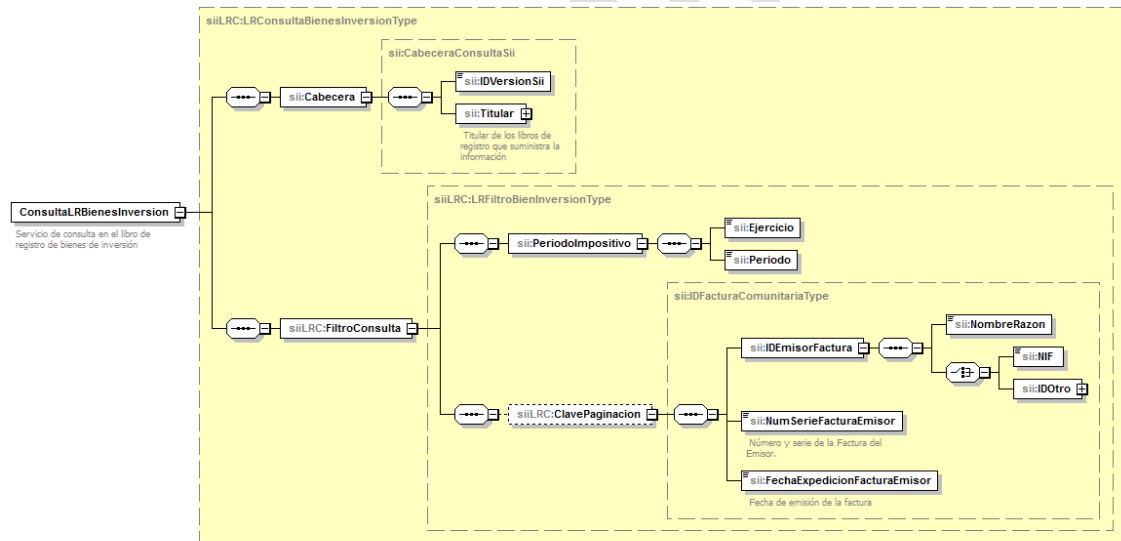 siiLRC:LRConsultaBienesInversionType
sii:CabeceraConsultaSii
sii:IDVersionSii
sii:Cabecera
sii:Titular
Titular de los libros de
registro que suministra la
información
siiLRC:LRFiltroBienInversionType
ConsultaLRBienesInversion
Servicio de consulta en el libro de
registro de bienes de inversión
sii:Ejercicio
sii:PeriodoImpositivo
sii:Periodo
sii:IDFacturaComunitariaType
siiLRC:FiltroConsulta
sii:NombreRazon
sii:IDEmisorFactura
sii:NIF
sii:IDOtro
siiLRC:ClavePaginacion
sii:NumSerieFacturaEmisor
Número y serie de la Factura del
Emisor.
sii:FechaExpedicionFacturaEmisor
Fecha de emisión de la factura